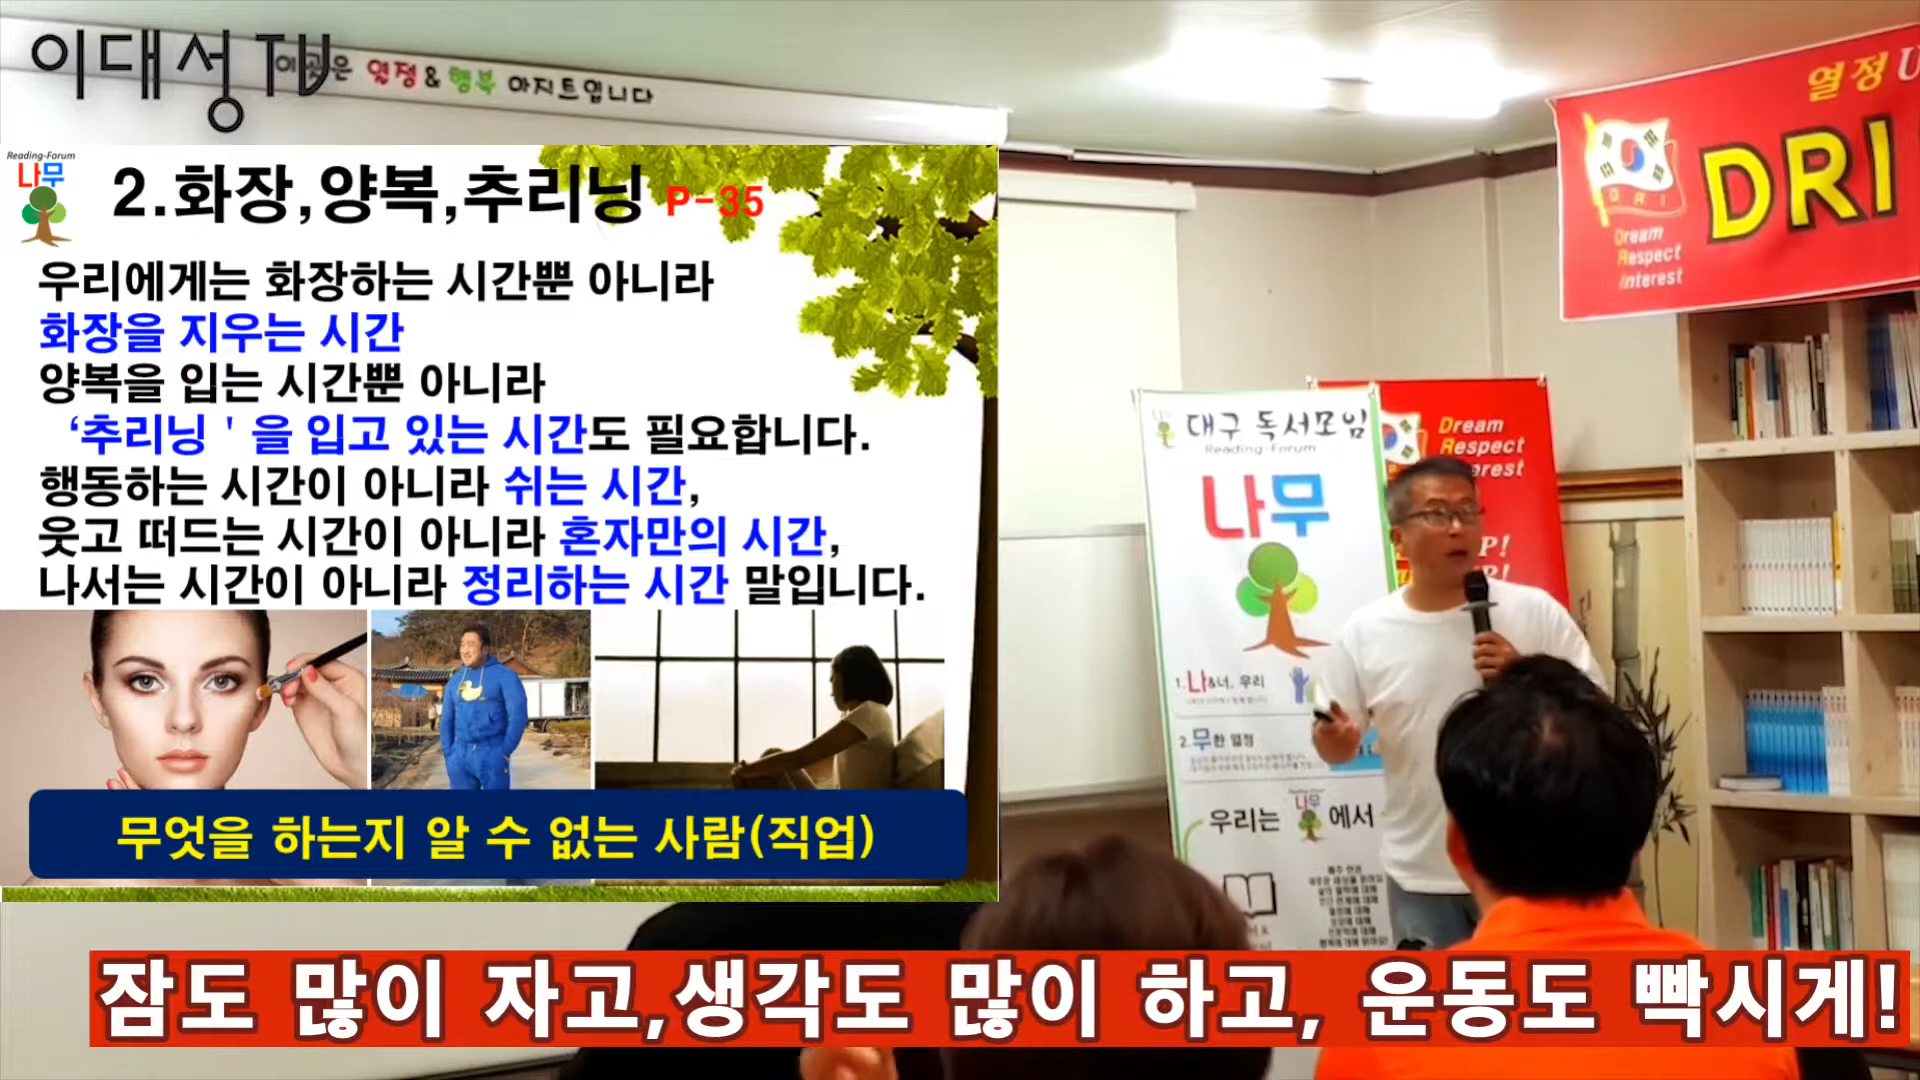 이대성 TV
은 열정 & 행복 아지트입니다
Reading-Forum
나무
2.화장,양복,추리닝 P-35
우리에게는 화장하는 시간뿐 아니라
화장을 지우는 시간
양복을 입는 시간뿐 아니라
‘추리닝 ' 을 입고 있는 시간도 필요합니다.
행동하는 시간이 아니라 쉬는 시간,
웃고 떠드는 시간이 아니라 혼자만의 시간,
나서는 시간이 아니라 정리하는 시간 말입니다.
무엇을 하는지 알 수 없는 사람(직업)
열정 U
DRI
DRI
Dream
Respect
Interest
대구 독서모임
Reading-Forum
나무
1.나&너, 우리
2.무한 열정
우리는 나무 에서
Dream
Respect
erest
P!
P!
잠도 많이 자고,생각도 많이 하고, 운동도 빡시게!